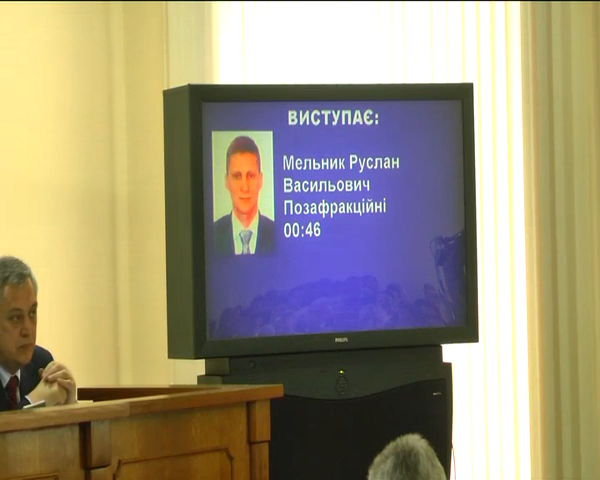 ВИСТУПАЄ:
Мельник Руслан
Васильович
Позафракційні
00:46
PHILIPS